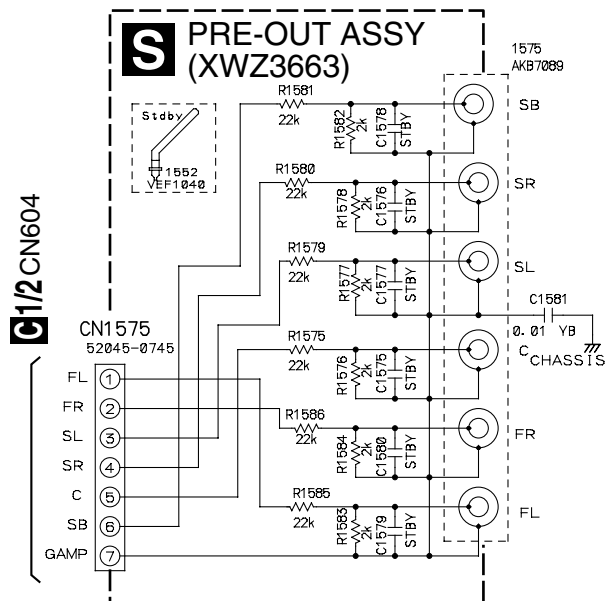 S PRE-OUT ASSY
(XWZ3663)
1575
AKB7089
Stdby
1552
VEF1040
R1581
22k
R1582
2k
C1578
STBY
SB
R1580
22k
R1578
2k
C1576
STBY
SR
R1579
22k
R1577
2k
C1577
STBY
SL
C1581
0.01 YB
CHASSIS
C 1/2 CN604
CN1575
52045-0745
R1575
22k
R1576
2k
C1575
STBY
C
R1586
22k
R1584
2k
C1580
STBY
FR
R1585
22k
R1583
2k
C1579
STBY
FL
FL 1
FR 2
SL 3
SR 4
C 5
SB 6
GAMP 7